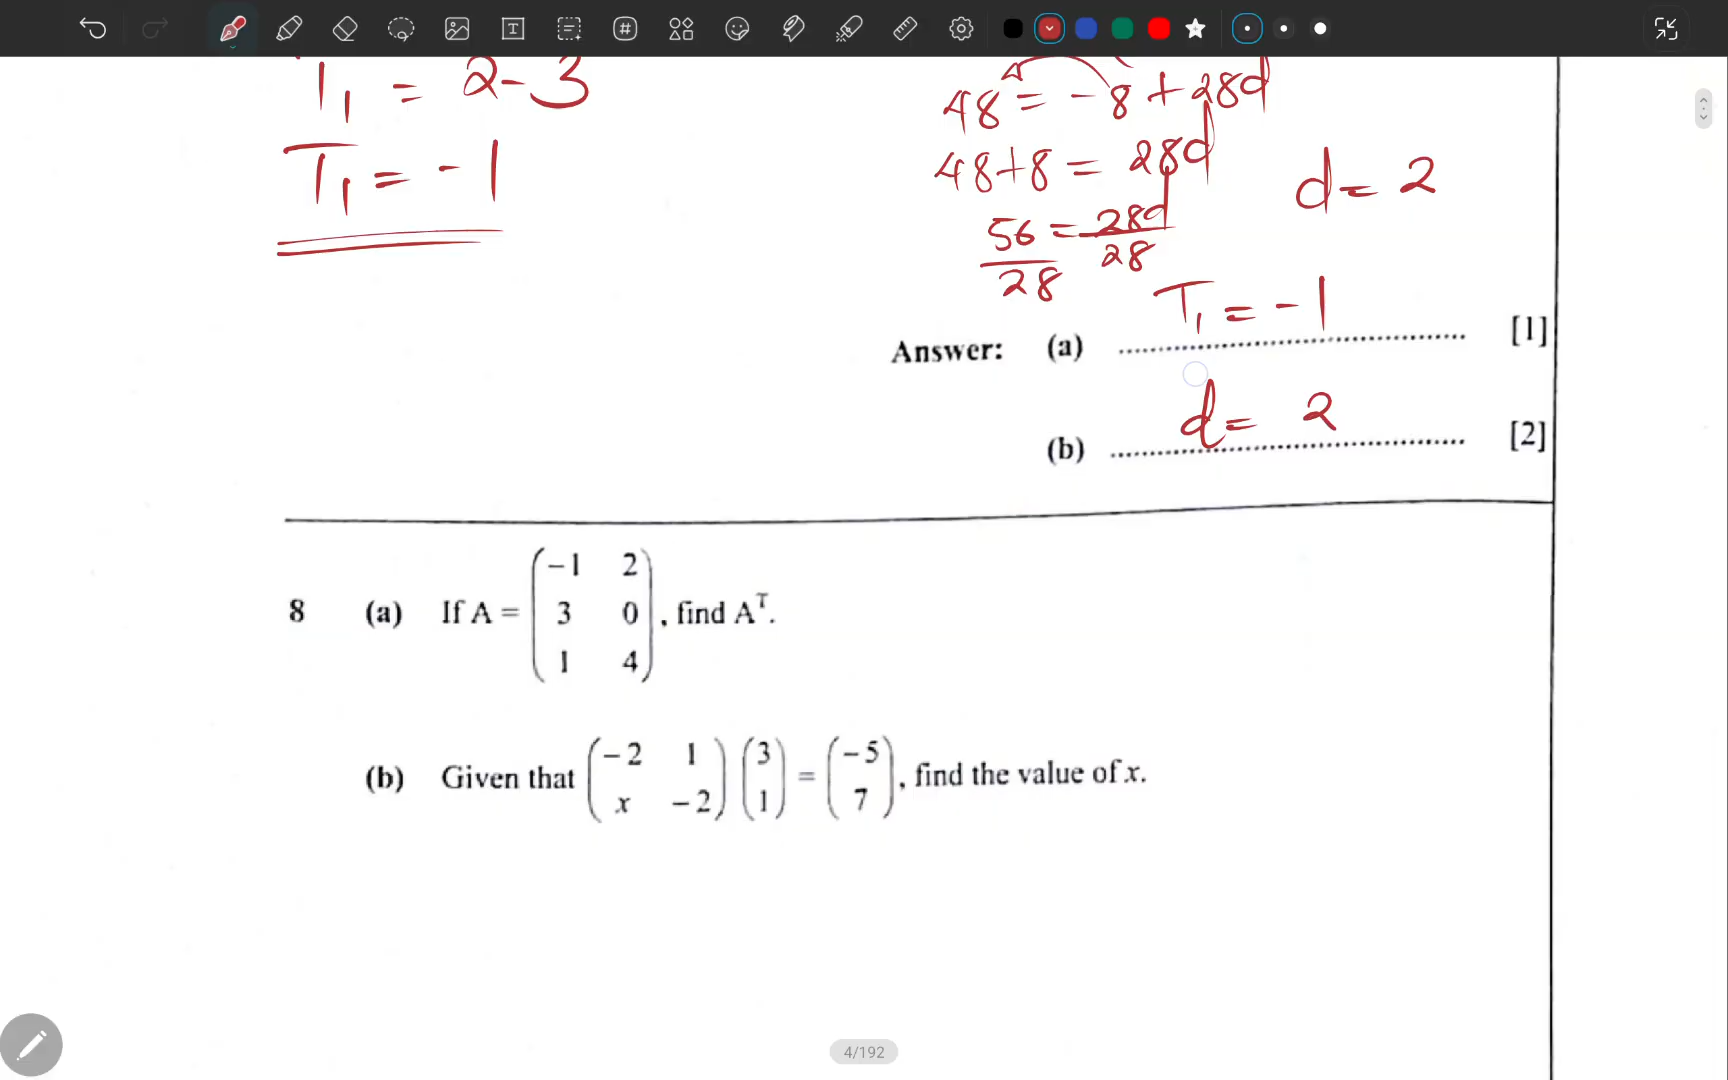 T₁ = 2-3
T₁ = -1
48 = -8 + 28d
48+8 = 28d
d = 2
56 = 28d
28 28
T₁ = -1
Answer: (a) ........................................ [1]
d = 2
(b) ........................................ [2]
8 (a) If A = (-1 2
3 0
1 4), find Aᵀ.
(b) Given that (-2 1
x -2) (3
1) = (-5
7), find the value of x.
4/192